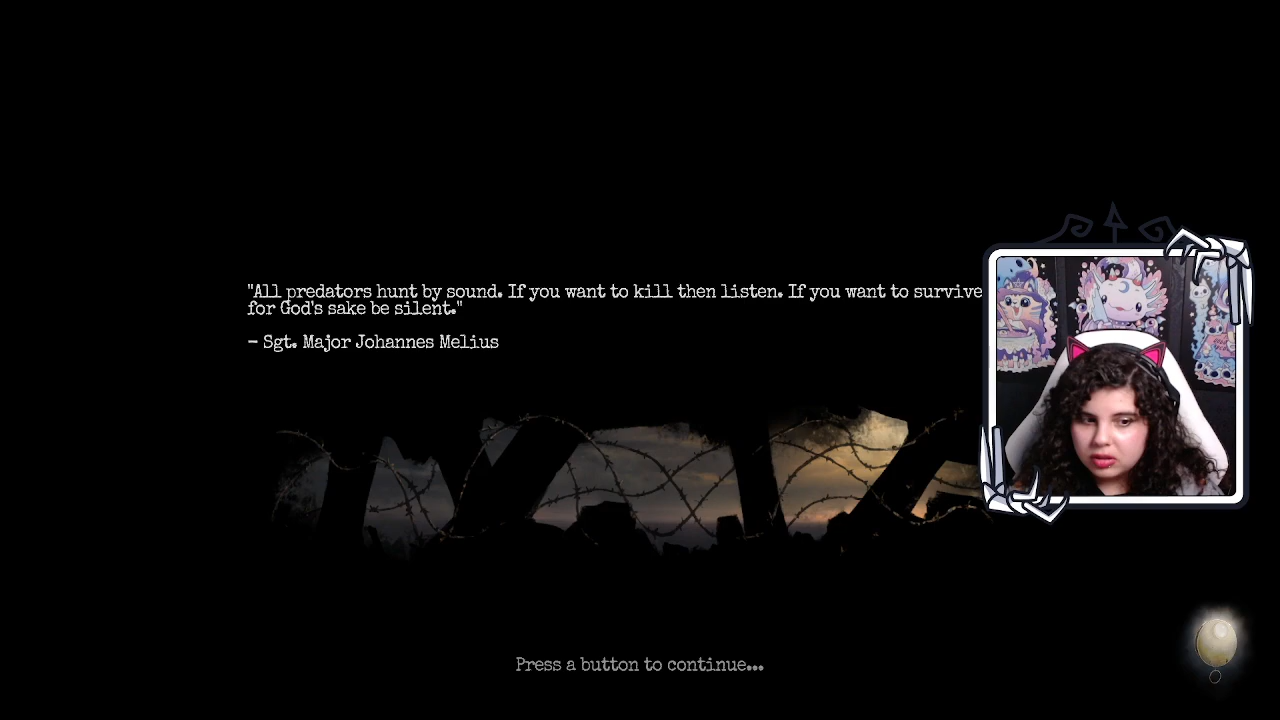 "All predators hunt by sound. If you want to kill then listen. If you want to survive
for God's sake be silent."
- Sgt. Major Johannes Melius
Press a button to continue...